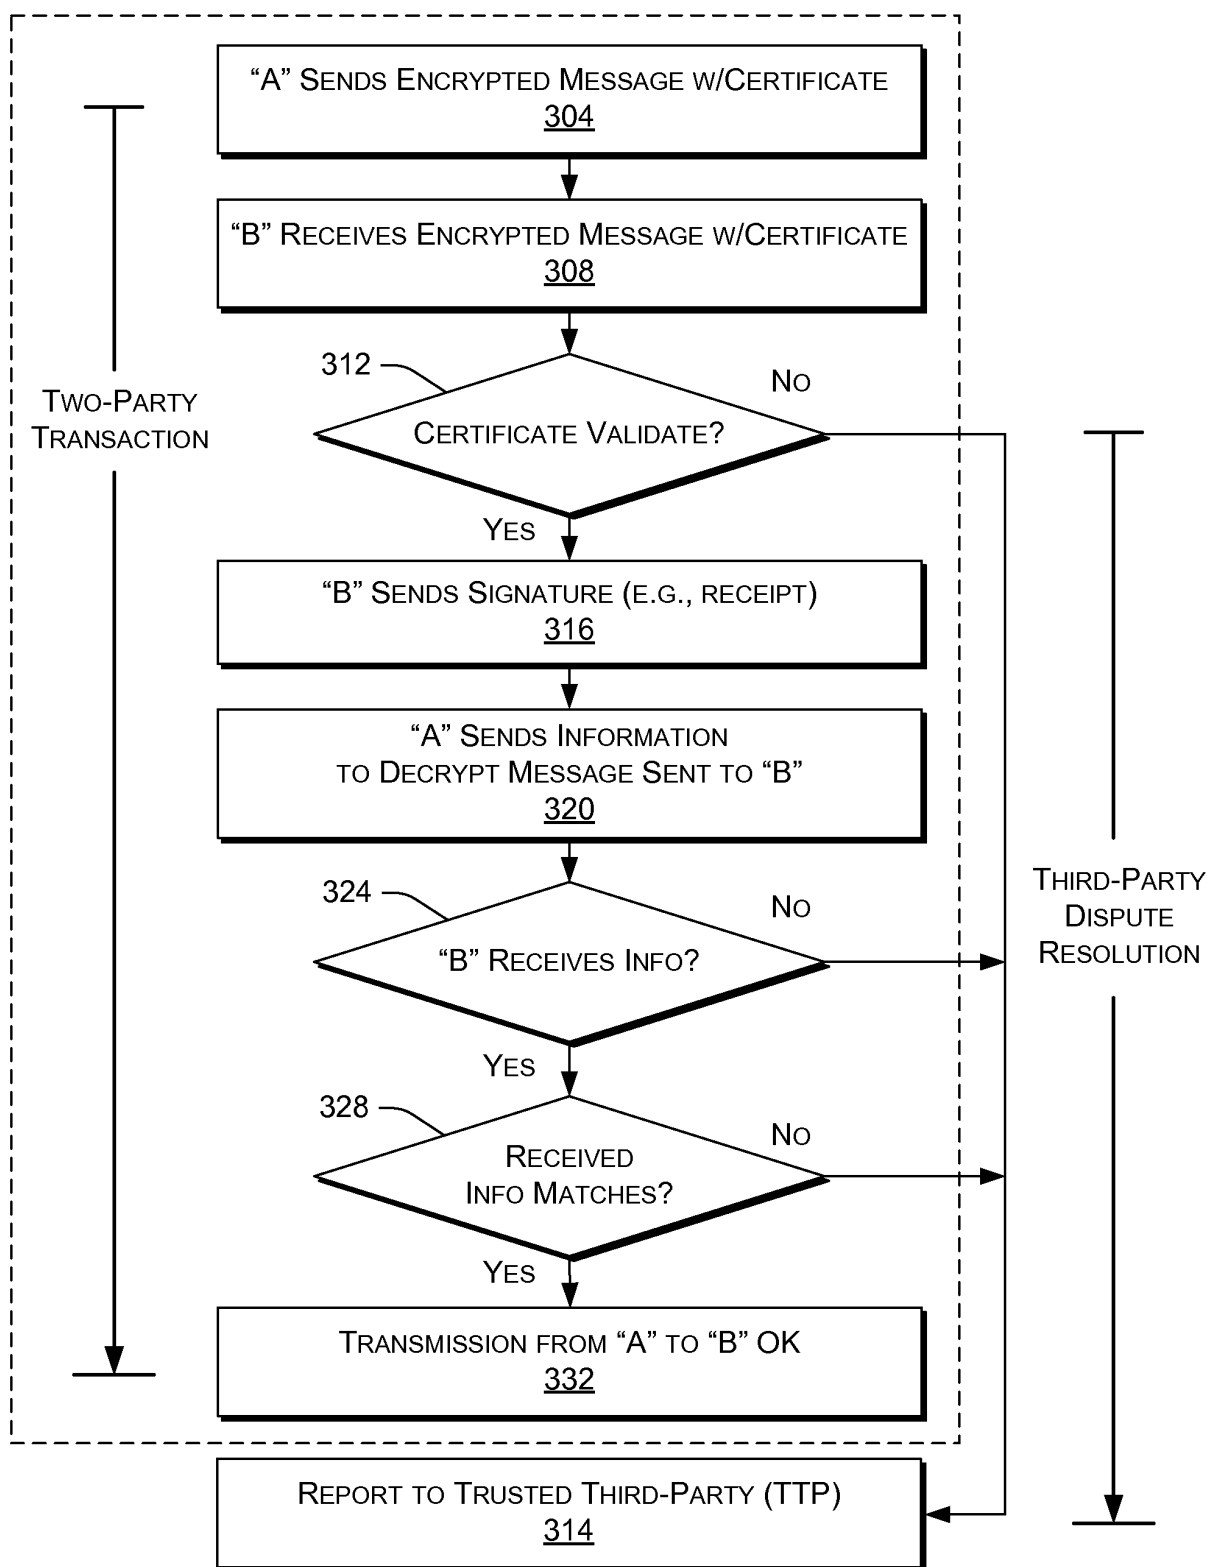 “A” Sends Encrypted Message w/Certificate
304
“B” Receives Encrypted Message w/Certificate
308
312
No
Certificate Validate?
Yes
Two-Party
Transaction
“B” Sends Signature (e.g., receipt)
316
“A” Sends Information
to Decrypt Message Sent to “B”
320
324
No
“B” Receives Info?
Yes
Third-Party
Dispute
Resolution
328
No
Received
Info Matches?
Yes
Transmission from “A” to “B” OK
332
Report to Trusted Third-Party (TTP)
314